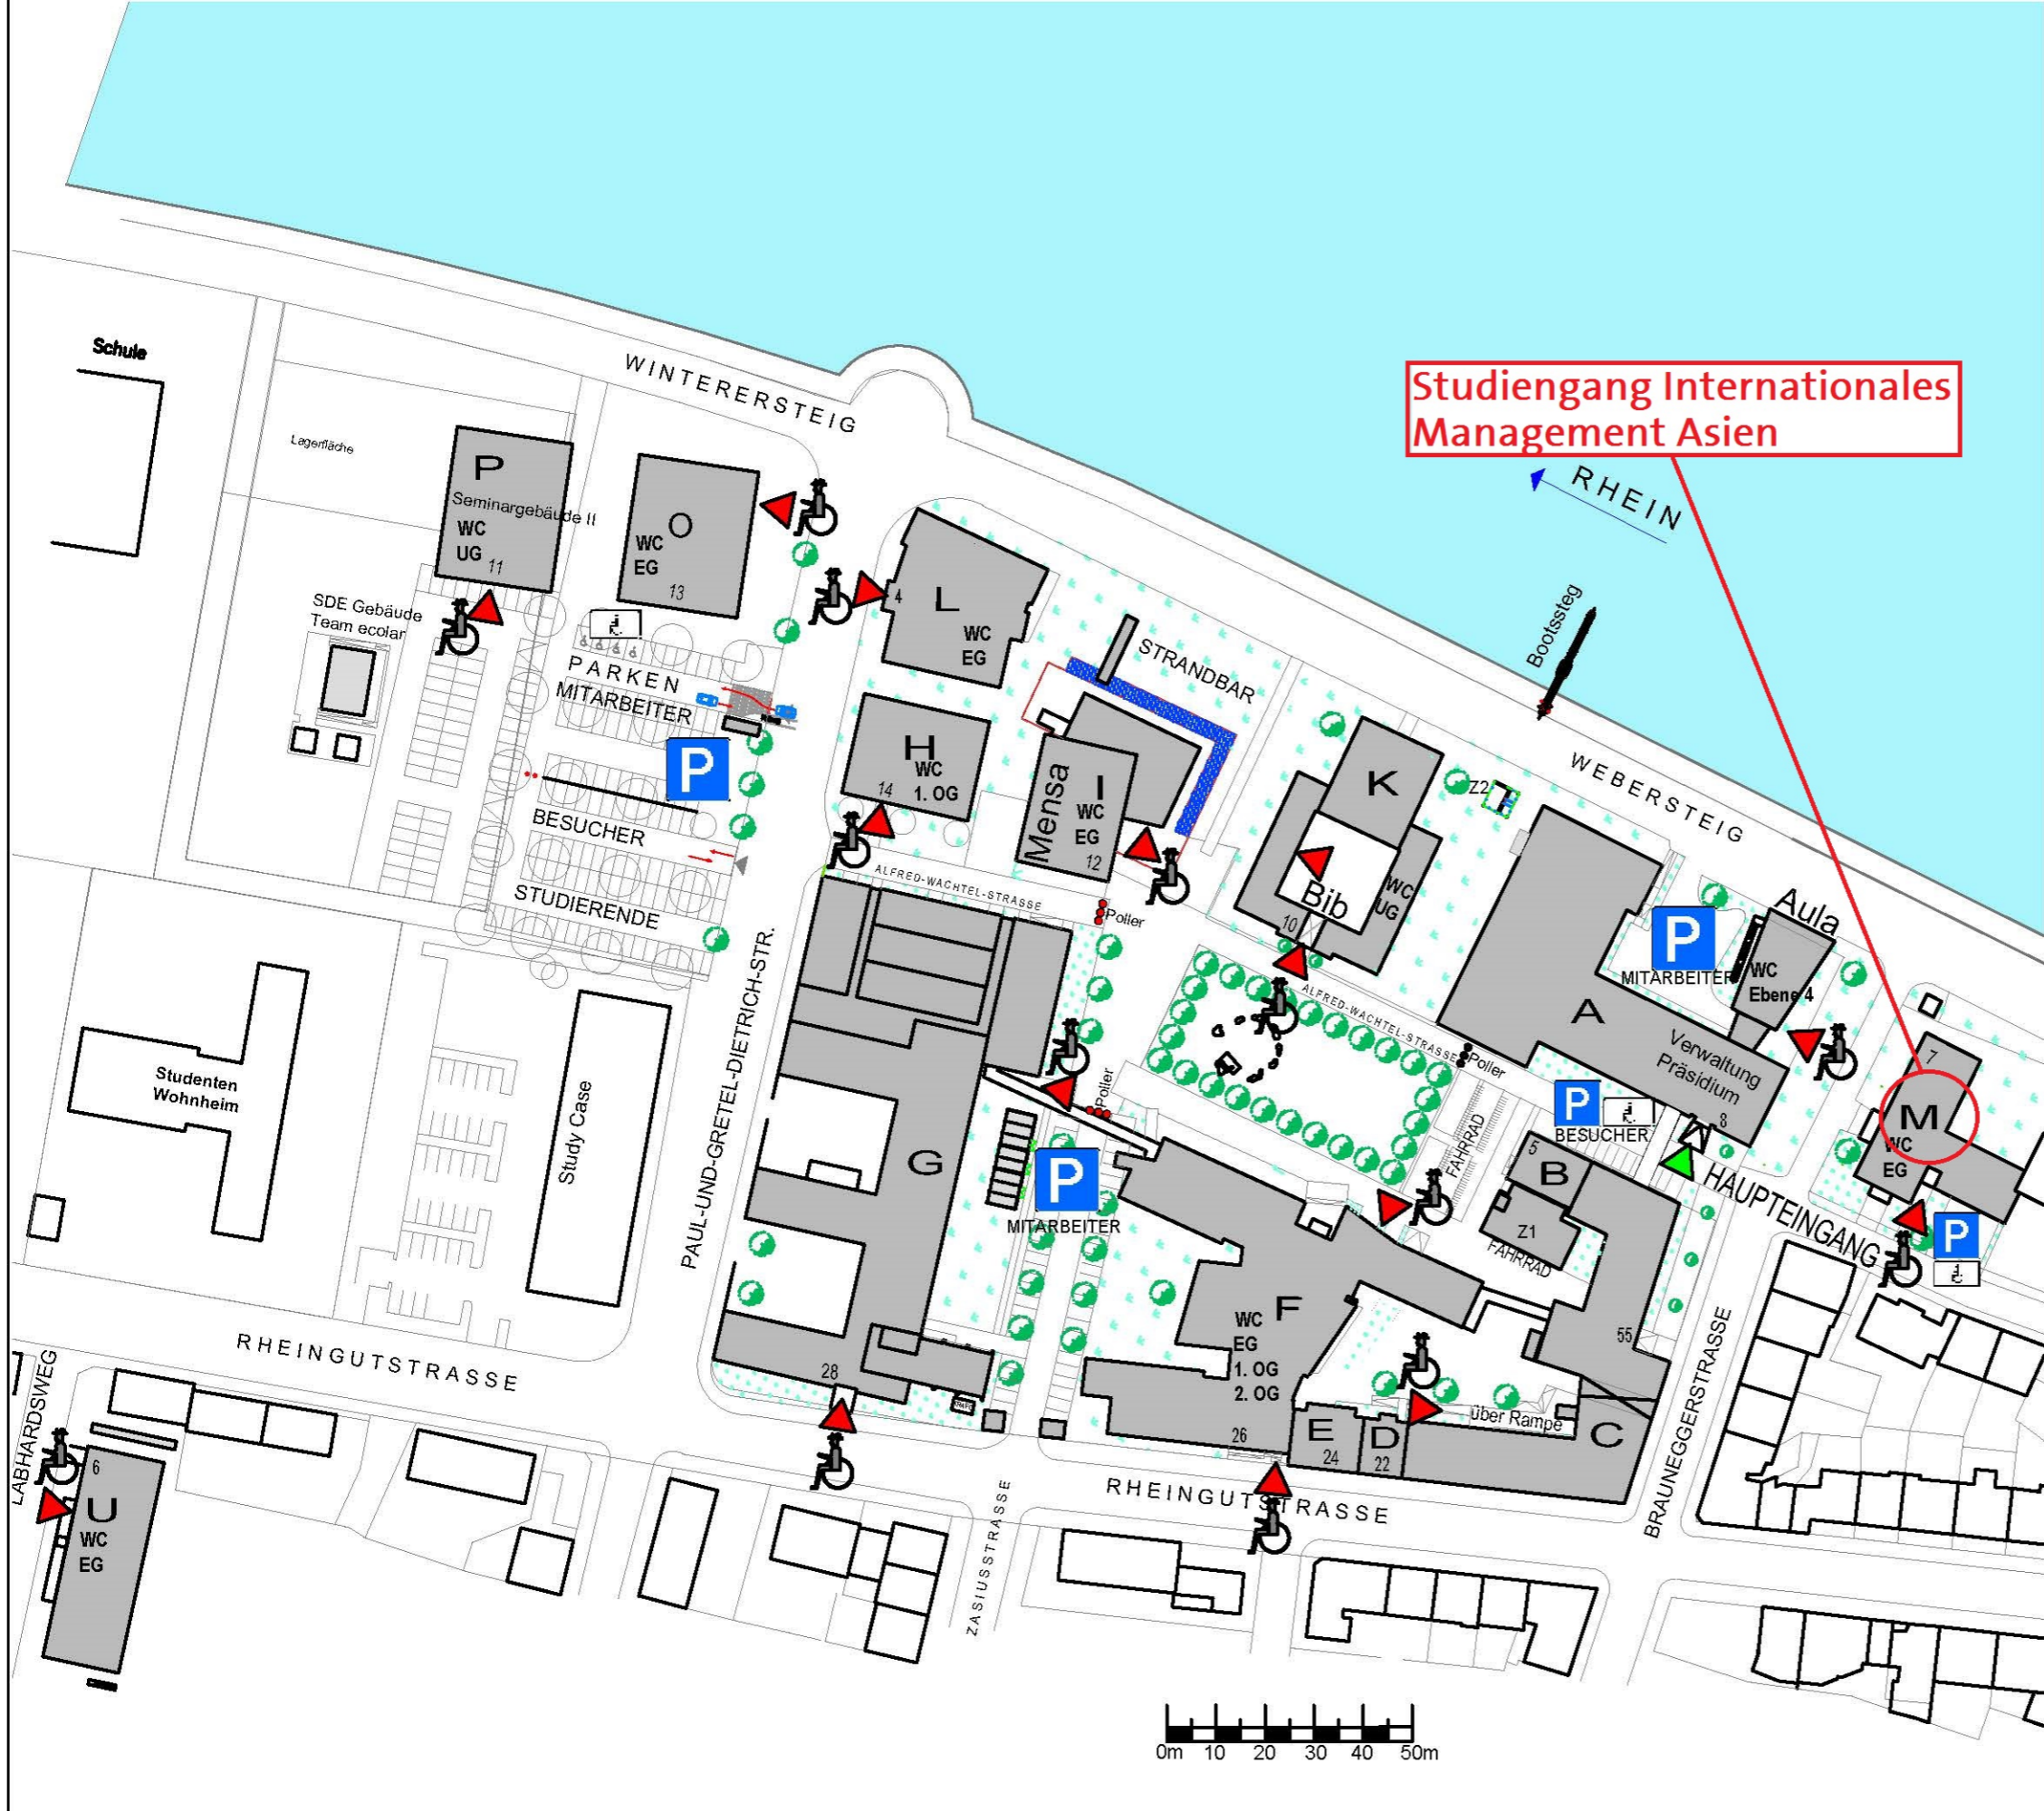 Schule
WINTERERSTEIG
Studiengang Internationales
Management Asien
Lagerfläche
P
Seminargebäude II
WC
UG
11
O
WC
EG
13
RHEIN
SDE Gebäude
Team ecolar
4
L
WC
EG
Bootssteg
STRANDBAR
PARKEN
MITARBEITER
P
H
WC
1. OG
14
Mensa
I
WC
EG
12
K
Z2
WEBERSTEIG
BESUCHER
STUDIERENDE
ALFRED-WACHTEL-STRASSE
Poller
Bib
WC
UG
10
Aula
P
MITARBEITER
WC
Ebene 4
A
Verwaltung
Präsidium
8
ALFRED-WACHTEL-STRASSE
Poller
PAUL-UND-GRETEL-DIETRICH-STR.
Studenten
Wohnheim
Study Case
Poller
G
P
MITARBEITER
FAHRRAD
P
BESUCHER
5
B
Z1
FAHRRAD
HAUPTEINGANG
7
M
WC
EG
P
F
WC
EG
1. OG
2. OG
55
RHEINGUTSTRASSE
28
26
E
24
D
22
über Rampe
C
BRAUNEGGERSTRASSE
LABHARDSWEG
6
U
WC
EG
ZASIUSSTRASSE
RHEINGUTSTRASSE
0m 10 20 30 40 50m